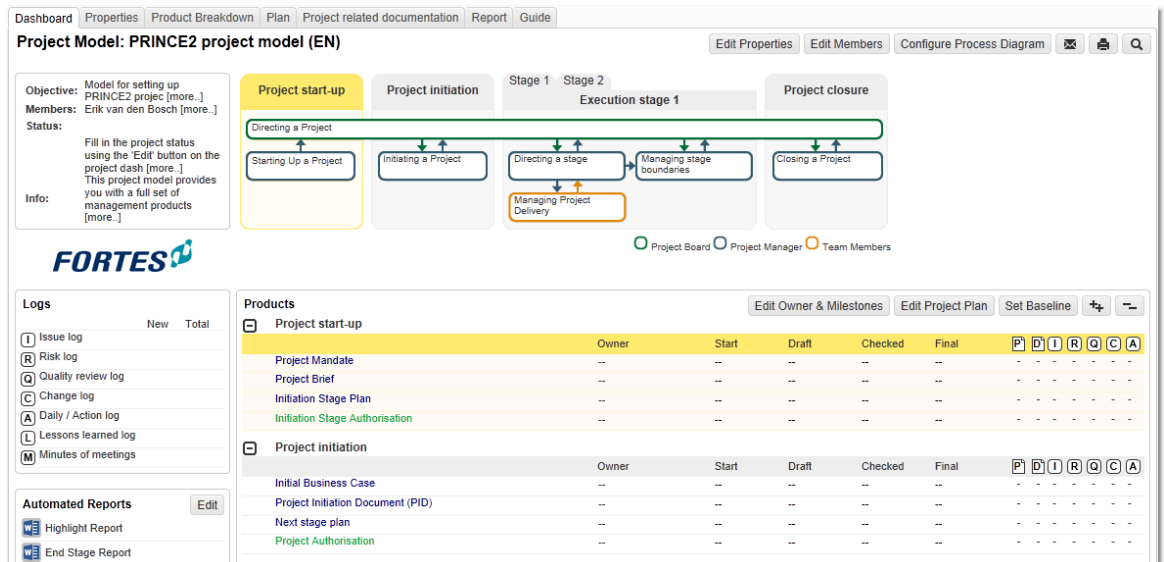 Dashboard Properties Product Breakdown Plan Project related documentation Report Guide
Project Model: PRINCE2 project model (EN)
Edit Properties Edit Members Configure Process Diagram
Objective: Model for setting up PRINCE2 projec [more..]
Members: Erik van den Bosch [more..]
Status:
Fill in the project status
using the 'Edit' button on the
project dash [more..]
Info: This project model provides
you with a full set of
management products
[more..]
Project start-up
Project initiation
Stage 1 Stage 2
Execution stage 1
Project closure
Directing a Project
Starting Up a Project
Initiating a Project
Directing a stage
Managing stage
boundaries
Closing a Project
Managing Project
Delivery
Project Board Project Manager Team Members
FORTES
Logs
New Total
I Issue log
R Risk log
Q Quality review log
C Change log
A Daily / Action log
L Lessons learned log
M Minutes of meetings
Automated Reports Edit
Highlight Report
End Stage Report
Products
Edit Owner & Milestones Edit Project Plan Set Baseline
Project start-up
Owner Start Draft Checked Final P D I R Q C A
Project Mandate -- -- -- -- -- - - - - - - -
Project Brief -- -- -- -- -- - - - - - - -
Initiation Stage Plan -- -- -- -- -- - - - - - - -
Initiation Stage Authorisation -- -- -- -- -- - - - - - - -
Project initiation
Owner Start Draft Checked Final P D I R Q C A
Initial Business Case -- -- -- -- -- - - - - - - -
Project Initiation Document (PID) -- -- -- -- -- - - - - - - -
Next stage plan -- -- -- -- -- - - - - - - -
Project Authorisation -- -- -- -- -- - - - - - - -